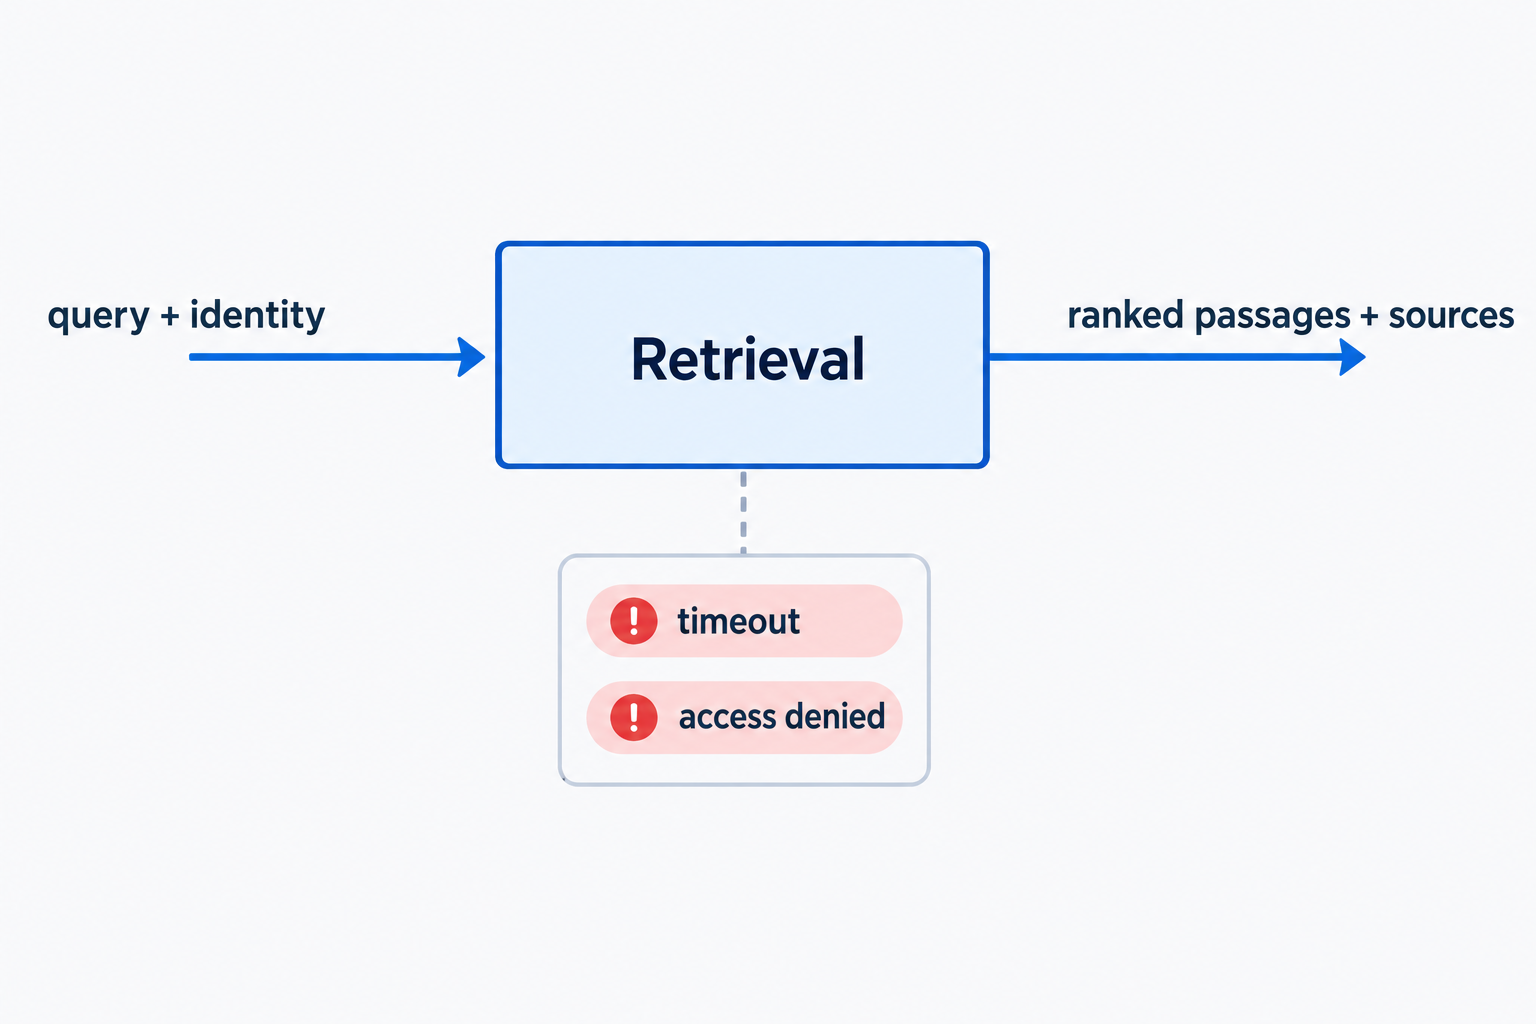 query + identity
ranked passages + sources
Retrieval
timeout
access denied